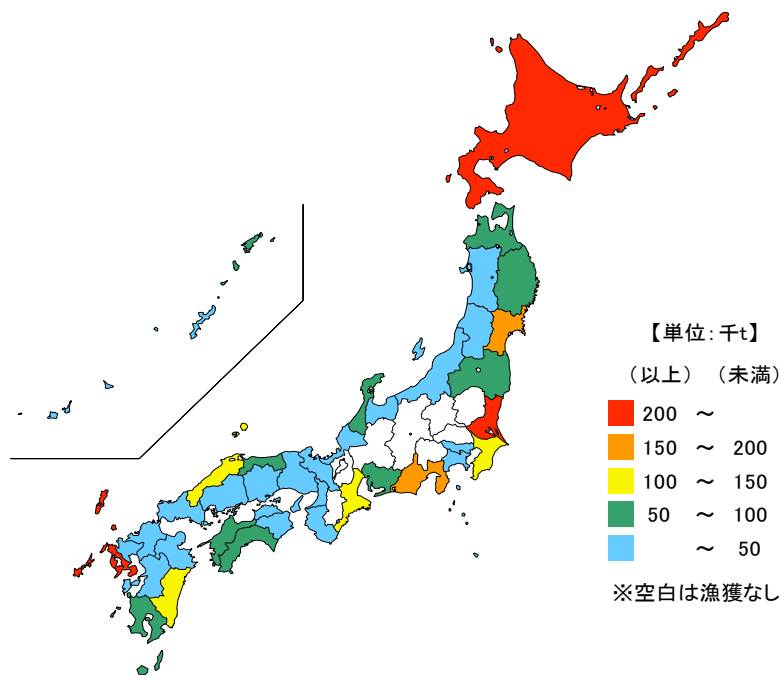 【単位：千t】
（以上） （未満）
200 ～
150 ～ 200
100 ～ 150
50 ～ 100
～ 50
※空白は漁獲なし